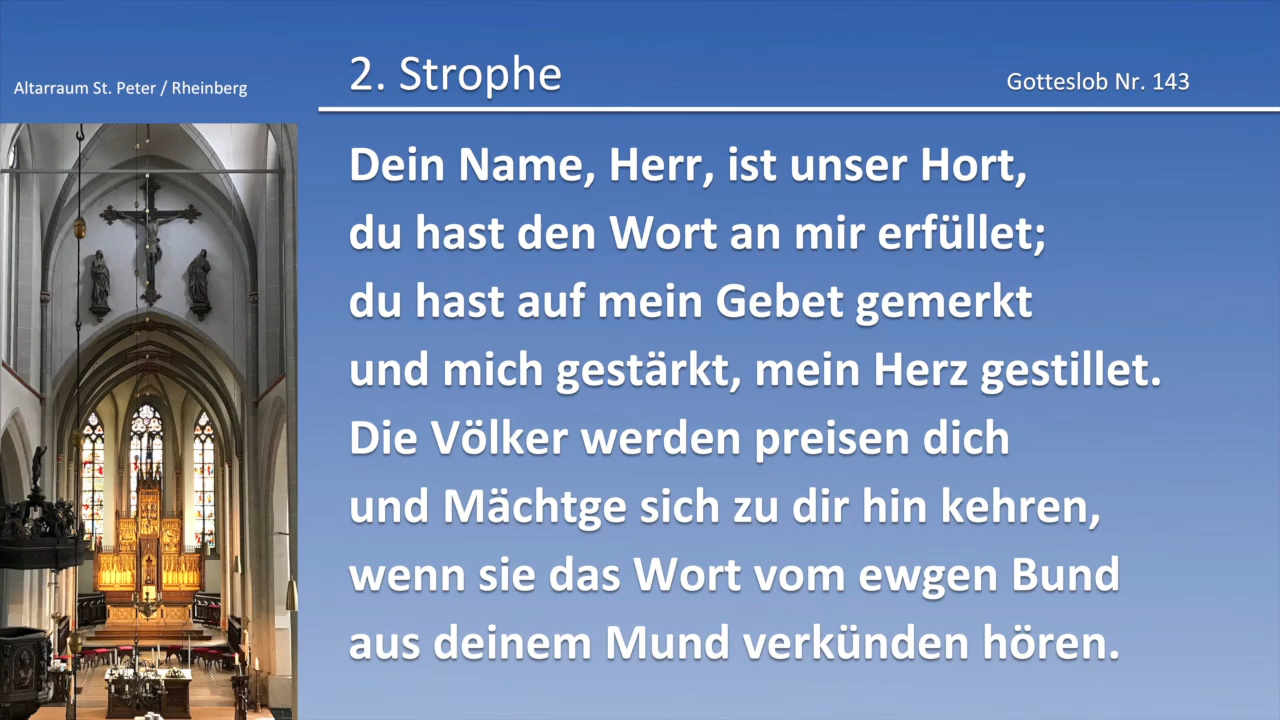 Altarraum St. Peter / Rheinberg
2. Strophe
Gotteslob Nr. 143
Dein Name, Herr, ist unser Hort,
du hast den Wort an mir erfüllet;
du hast auf mein Gebet gemerkt
und mich gestärkt, mein Herz gestillet.
Die Völker werden preisen dich
und Mächtge sich zu dir hin kehren,
wenn sie das Wort vom ewgen Bund
aus deinem Mund verkünden hören.